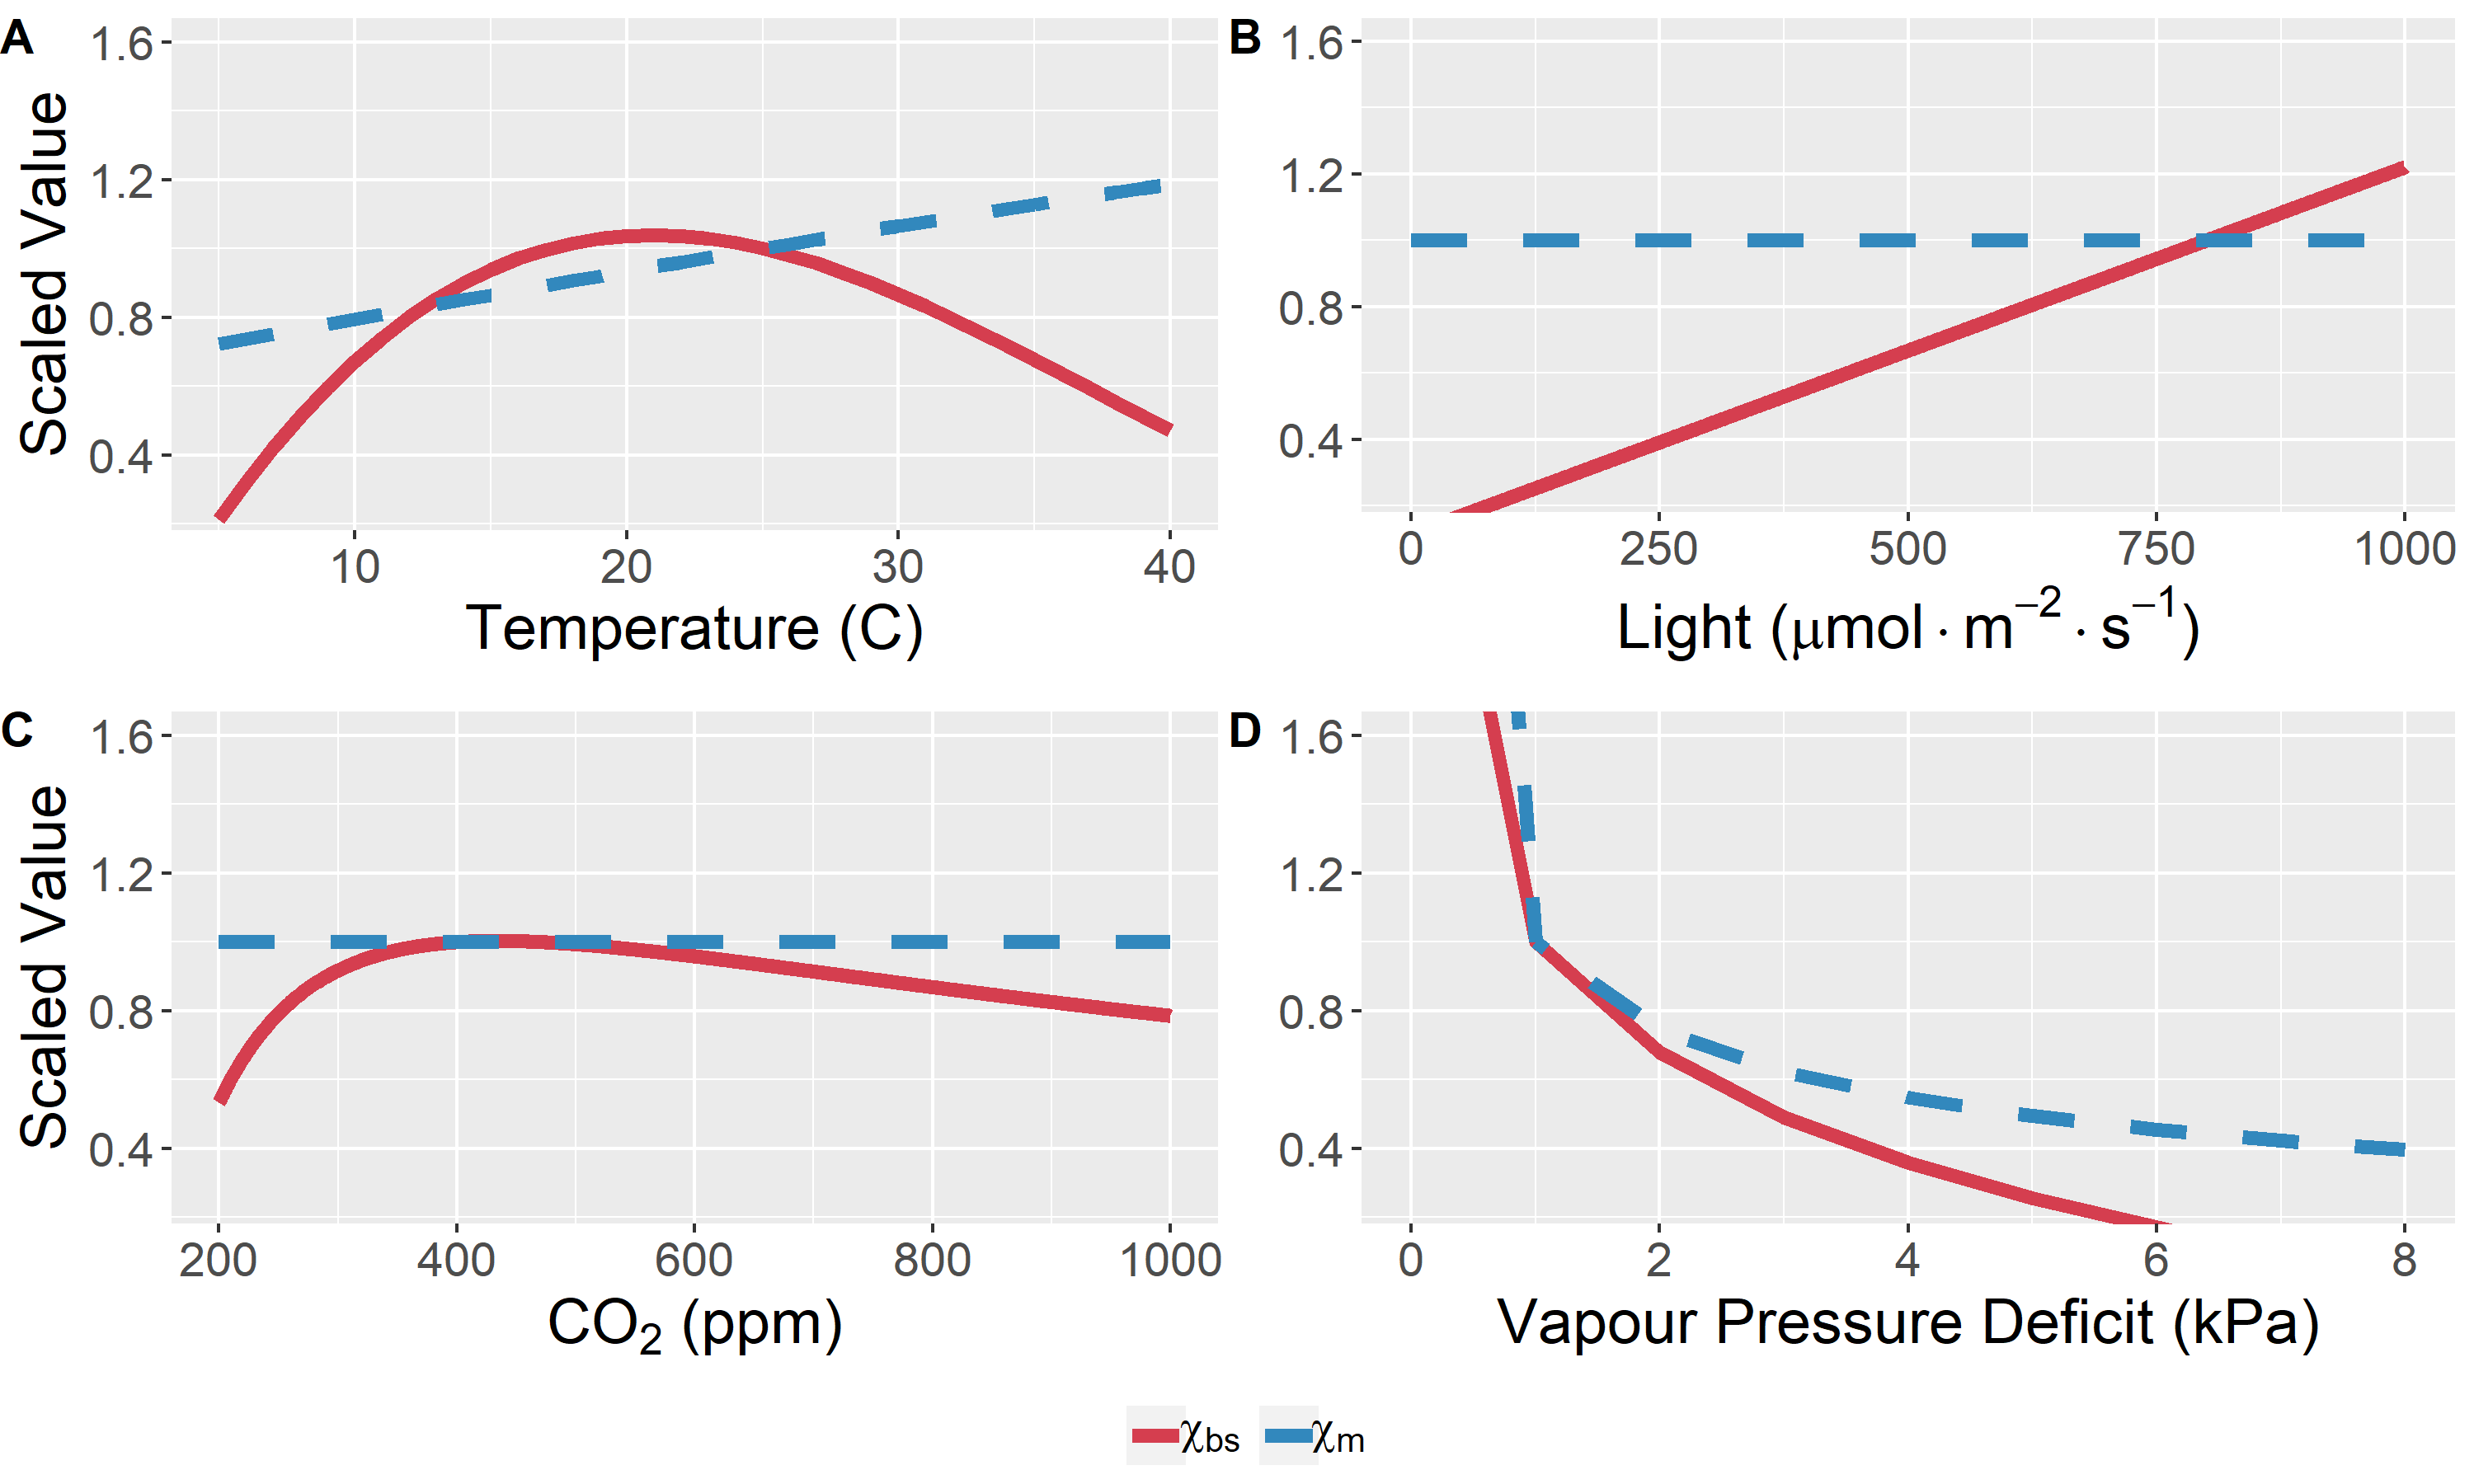 A
1.6
1.2
0.8
0.4
Scaled Value
10 20 30 40
Temperature (C)
B
1.6
1.2
0.8
0.4
0 250 500 750 1000
Light (μmol · m⁻² · s⁻¹)
C
1.6
1.2
0.8
0.4
Scaled Value
200 400 600 800 1000
CO₂ (ppm)
D
1.6
1.2
0.8
0.4
0 2 4 6 8
Vapour Pressure Deficit (kPa)
χbs χm